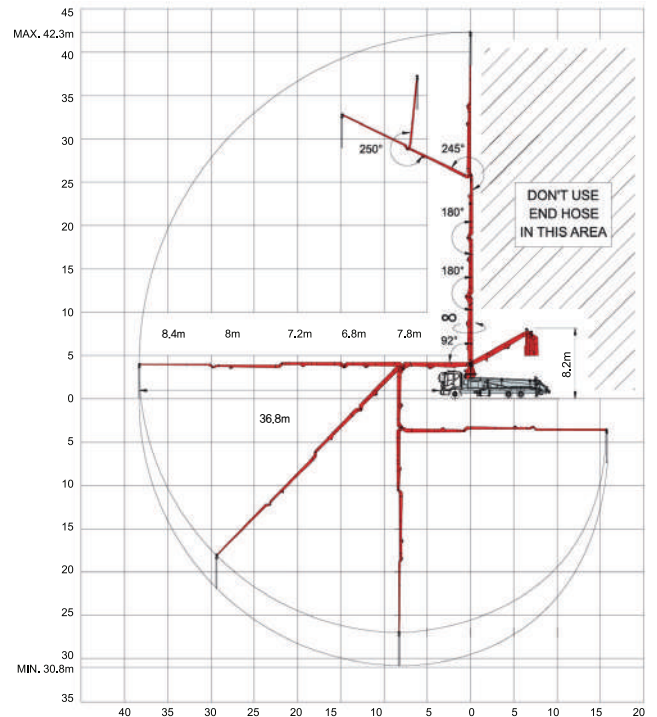 45
MAX. 42.3m
40
35
30
25
20
15
10
5
0
5
10
15
20
25
30
MIN. 30.8m
35
250°
245°
180°
180°
∞
92°
DON'T USE
END HOSE
IN THIS AREA
8,4m 8m 7.2m 6.8m 7.8m
8.2m
36,8m
40 35 30 25 20 15 10 5 0 5 10 15 20